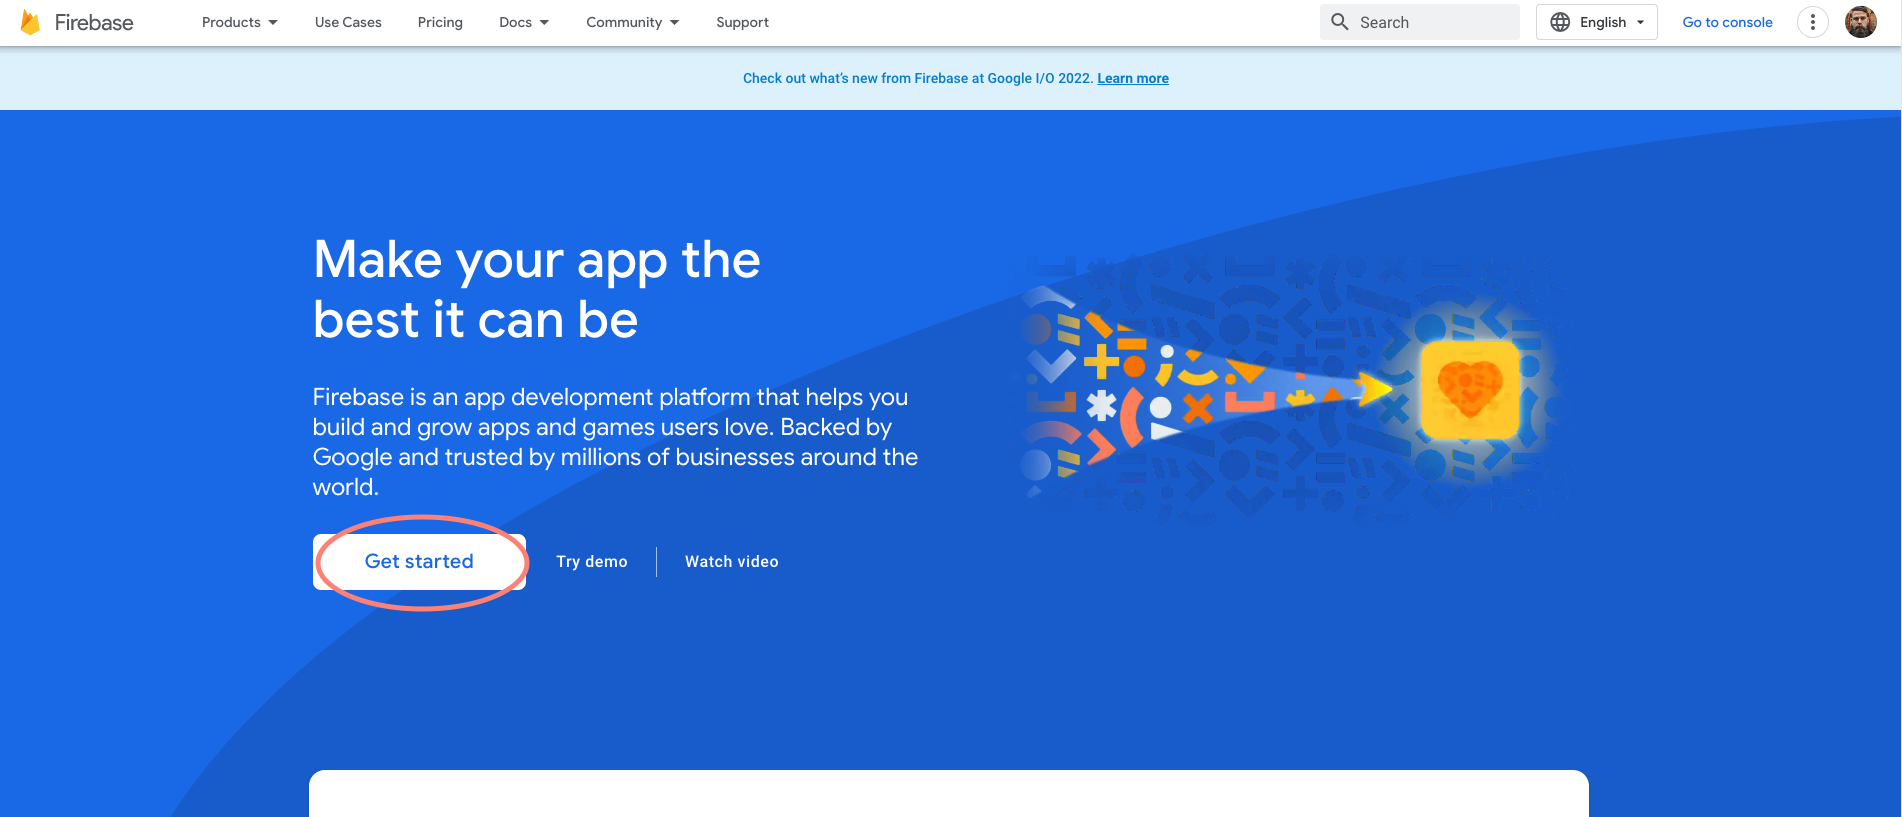 Firebase
Products
Use Cases
Pricing
Docs
Community
Support
Search
English
Go to console
Check out what's new from Firebase at Google I/O 2022. Learn more
Make your app the
best it can be
Firebase is an app development platform that helps you
build and grow apps and games users love. Backed by
Google and trusted by millions of businesses around the
world.
Get started
Try demo
Watch video